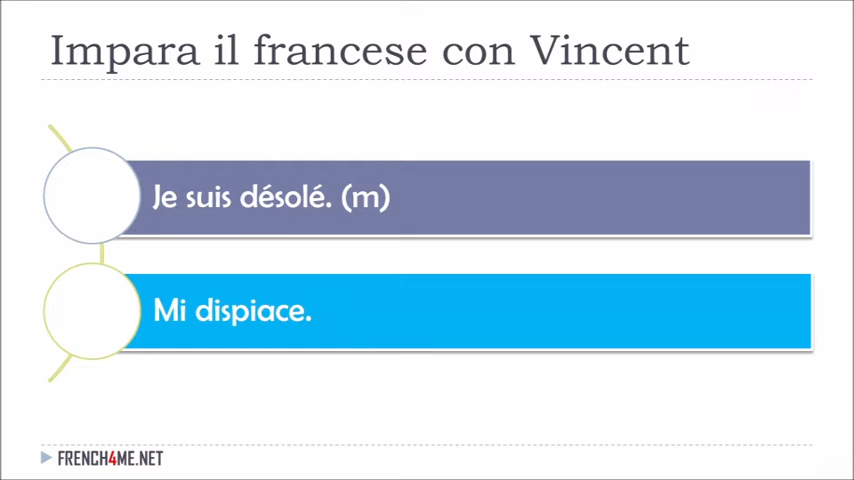 Impara il francese con Vincent
Je suis désolé. (m)
Mi dispiace.
FRENCH4ME.NET